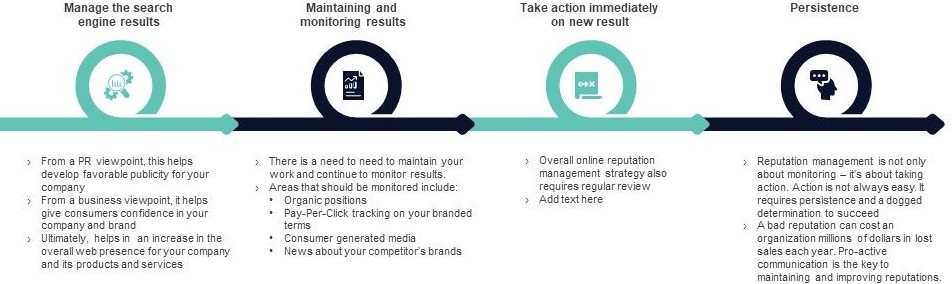 Manage the search
engine results
From a PR viewpoint, this helps
develop favorable publicity for your
company
From a business viewpoint, it helps
give consumers confidence in your
company and brand
Ultimately, helps in an increase in the
overall web presence for your company
and its products and services
Maintaining and
monitoring results
There is a need to need to maintain your
work and continue to monitor results.
Areas that should be monitored include:
Organic positions
Pay-Per-Click tracking on your branded
terms
Consumer generated media
News about your competitor's brands
Take action immediately
on new result
Overall online reputation
management strategy also
requires regular review
Add text here
Persistence
Reputation management is not only
about monitoring – it's about taking
action. Action is not always easy. It
requires persistence and a dogged
determination to succeed
A bad reputation can cost an
organization millions of dollars in lost
sales each year. Pro-active
communication is the key to
maintaining and improving reputations.